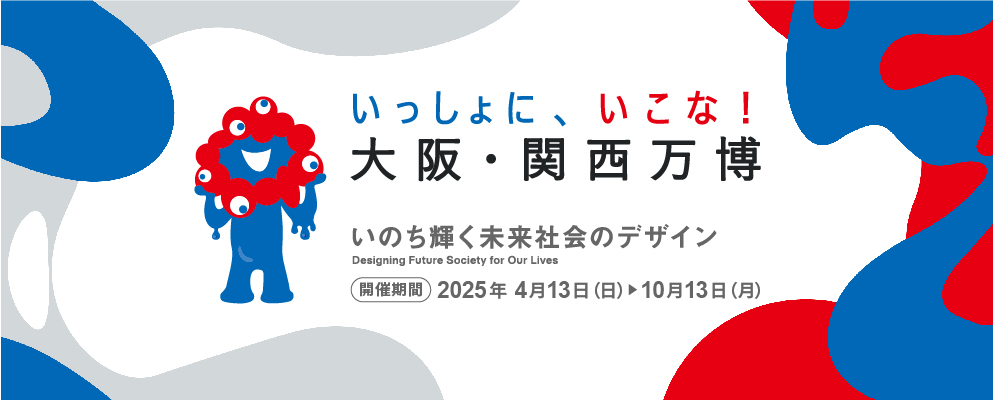 いっしょに、いこな！
大阪・関西万博
いのち輝く未来社会のデザイン
Designing Future Society for Our Lives
開催期間 2025年 4月13日（日）▶10月13日（月）